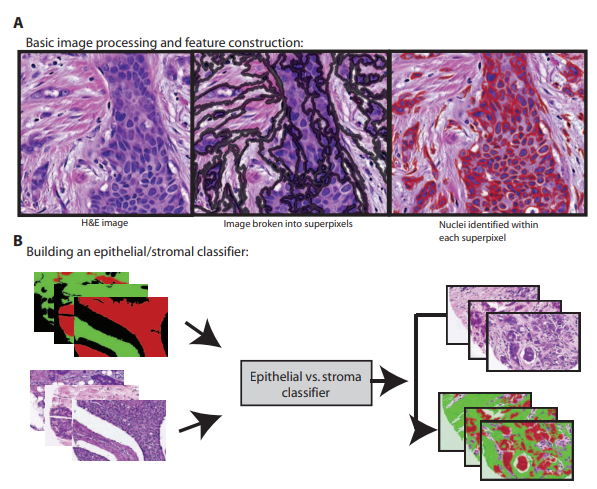 A
Basic image processing and feature construction:
H&E image
Image broken into superpixels
Nuclei identified within
each superpixel
B
Building an epithelial/stromal classifier:
Epithelial vs. stroma
classifier